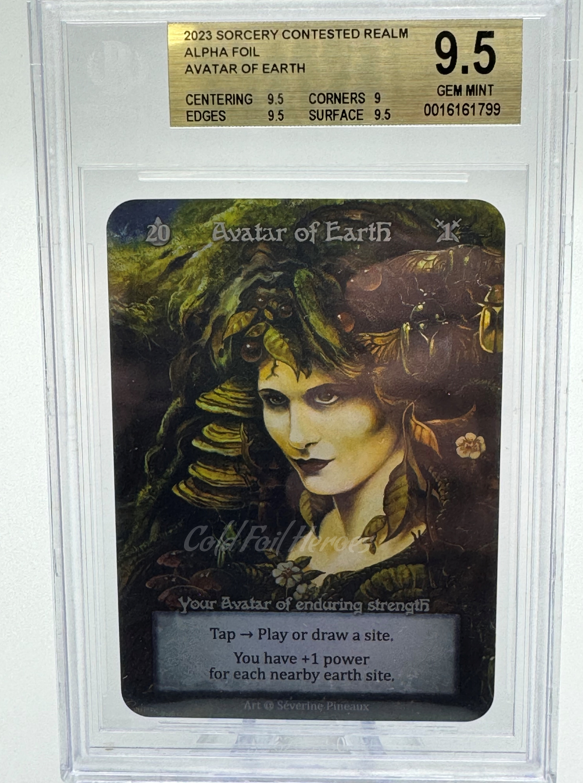 2023 SORCERY CONTESTED REALM
ALPHA FOIL
AVATAR OF EARTH
9.5
GEM MINT
0016161799
CENTERING 9.5 CORNERS 9
EDGES 9.5 SURFACE 9.5
20 Avatar of Earth 1
Cold Foil Heroes
Your Avatar of enduring strength
Tap → Play or draw a site.
You have +1 power
for each nearby earth site.
Art @ Séverine Pineaux